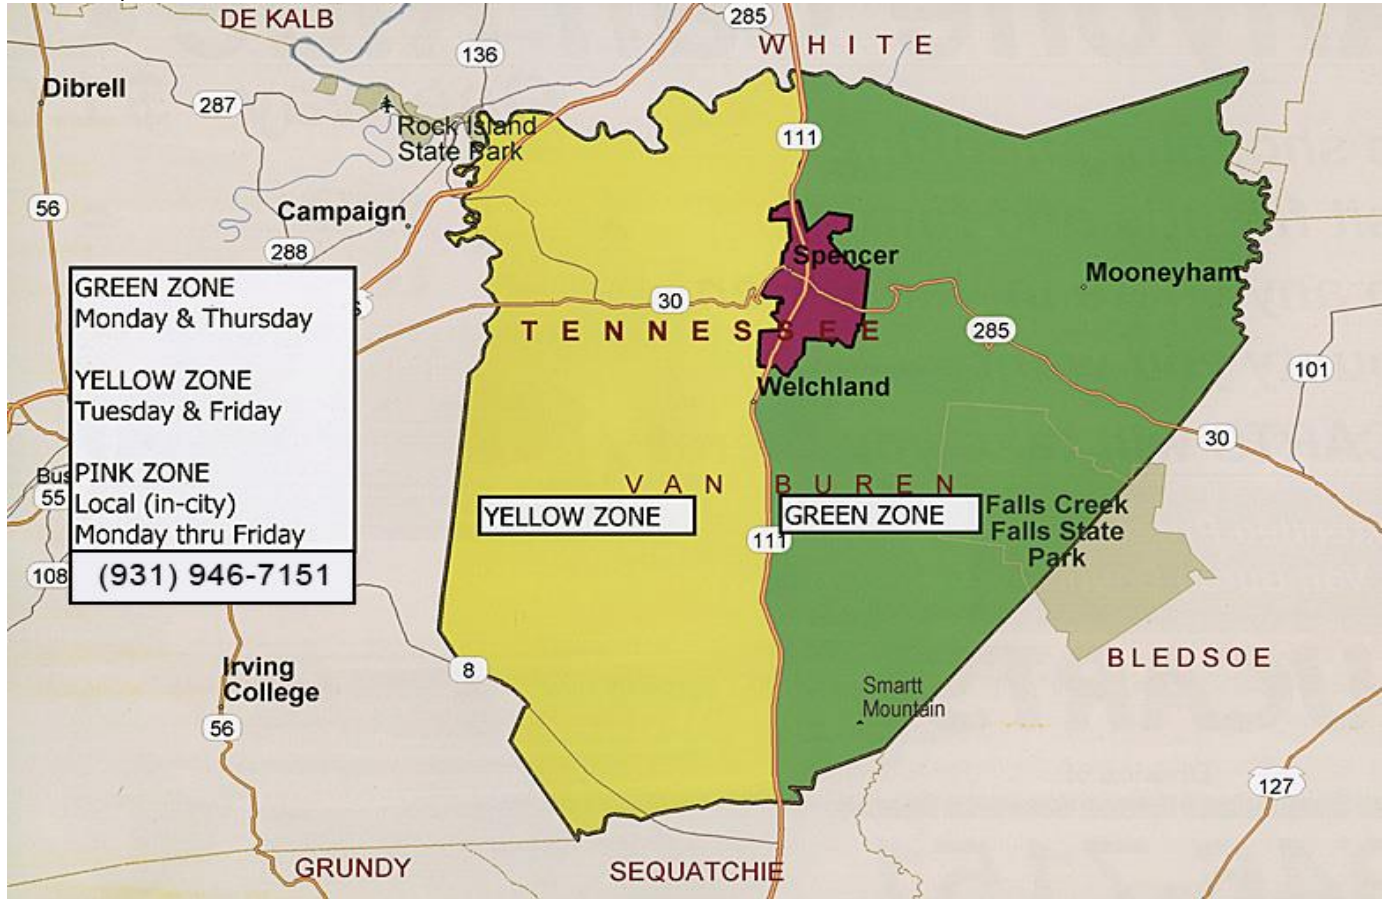 DE KALB
285
WHITE
136
Dibrell
287
Rock Island
State Park
111
56
Campaign
288
Spencer
Mooneyham
GREEN ZONE
Monday & Thursday
YELLOW ZONE
Tuesday & Friday
PINK ZONE
Local (in-city)
Monday thru Friday
(931) 946-7151
30
TENNESSEE
285
101
Welchland
30
Bus
55
VAN BUREN
YELLOW ZONE
GREEN ZONE
Falls Creek
Falls State
Park
111
108
8
BLEDSOE
Irving
College
Smartt
Mountain
56
127
GRUNDY
SEQUATCHIE